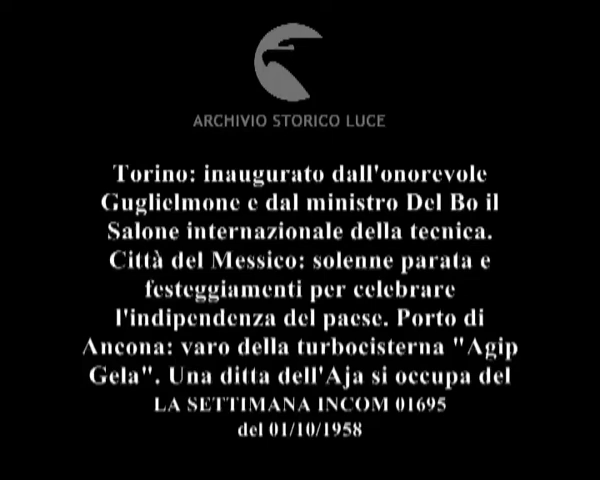 ARCHIVIO STORICO LUCE
Torino: inaugurato dall'onorevole
Guglielmone e dal ministro Del Bo il
Salone internazionale della tecnica.
Città del Messico: solenne parata e
festeggiamenti per celebrare
l'indipendenza del paese. Porto di
Ancona: varo della turbocisterna "Agip
Gela". Una ditta dell'Aja si occupa del
LA SETTIMANA INCOM 01695
del 01/10/1958